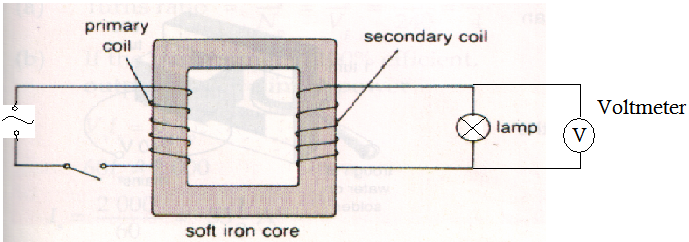 primary
coil
secondary coil
Voltmeter
lamp
V
soft iron core